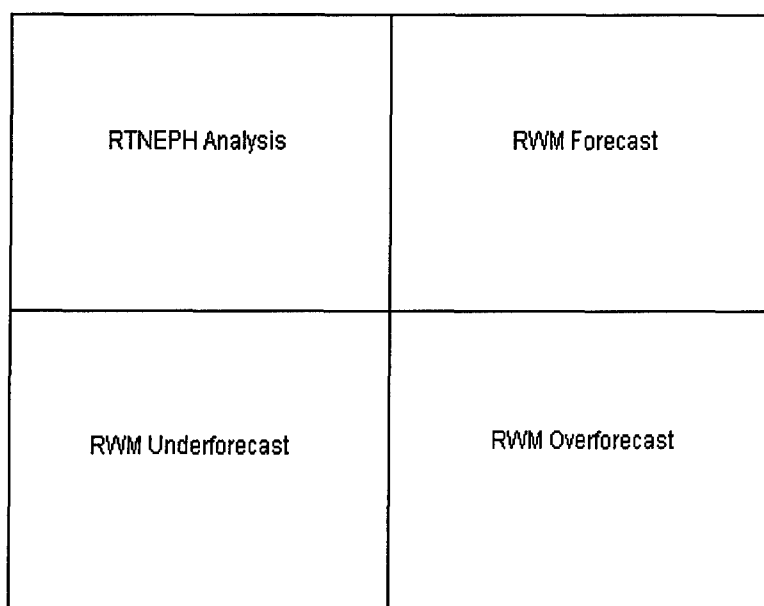 RTNEPH Analysis
RWM Forecast
RWM Underforecast
RWM Overforecast